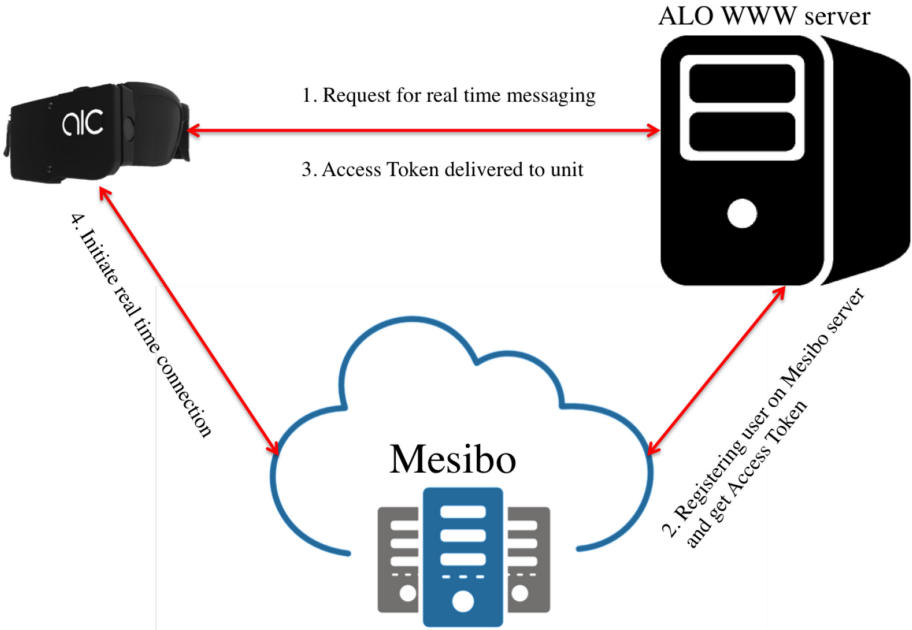 ALO WWW server
1. Request for real time messaging
alc
3. Access Token delivered to unit
4. Initiate real time connection
2. Registering user on Mesibo server
and get Access Token
Mesibo